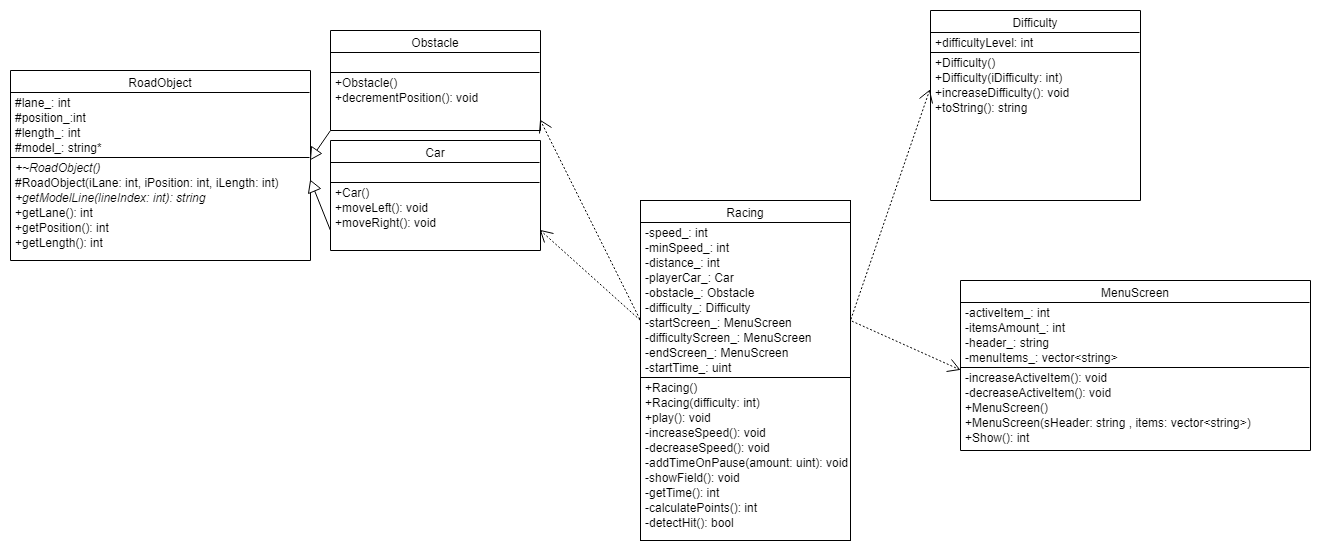 RoadObject
#lane_: int
#position_:int
#length_: int
#model_: string*
+~RoadObject()
#RoadObject(iLane: int, iPosition: int, iLength: int)
+getModelLine(lineIndex: int): string
+getLane(): int
+getPosition(): int
+getLength(): int
Obstacle
+Obstacle()
+decrementPosition(): void
Car
+Car()
+moveLeft(): void
+moveRight(): void
Racing
-speed_: int
-minSpeed_: int
-distance_: int
-playerCar_: Car
-obstacle_: Obstacle
-difficulty_: Difficulty
-startScreen_: MenuScreen
-difficultyScreen_: MenuScreen
-endScreen_: MenuScreen
-startTime_: uint
+Racing()
+Racing(difficulty: int)
+play(): void
-increaseSpeed(): void
-decreaseSpeed(): void
-addTimeOnPause(amount: uint): void
-showField(): void
-getTime(): int
-calculatePoints(): int
-detectHit(): bool
Difficulty
+difficultyLevel: int
+Difficulty()
+Difficulty(iDifficulty: int)
+increaseDifficulty(): void
+toString(): string
MenuScreen
-activeItem_: int
-itemsAmount_: int
-header_: string
-menuItems_: vector<string>
-increaseActiveItem(): void
-decreaseActiveItem(): void
+MenuScreen()
+MenuScreen(sHeader: string , items: vector<string>)
+Show(): int